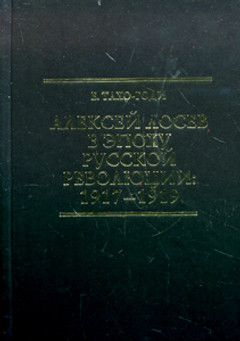 Е. ТАХО-ГОДИ
АЛЕКСЕЙ ЛОСЕВ
В ЭПОХУ
РУССКОЙ
РЕВОЛЮЦИИ:
1917–1919